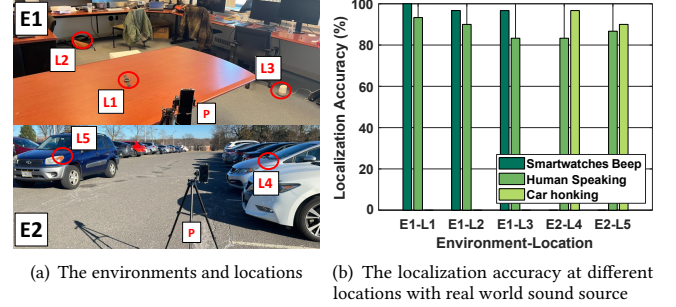 E1
L2
L1
L3
P
L5
L4
E2
P
Localization Accuracy (%)
100
80
60
40
20
0
Smartwatches Beep
Human Speaking
Car honking
E1-L1 E1-L2 E1-L3 E2-L4 E2-L5
Environment-Location
(a) The environments and locations
(b) The localization accuracy at different
locations with real world sound source